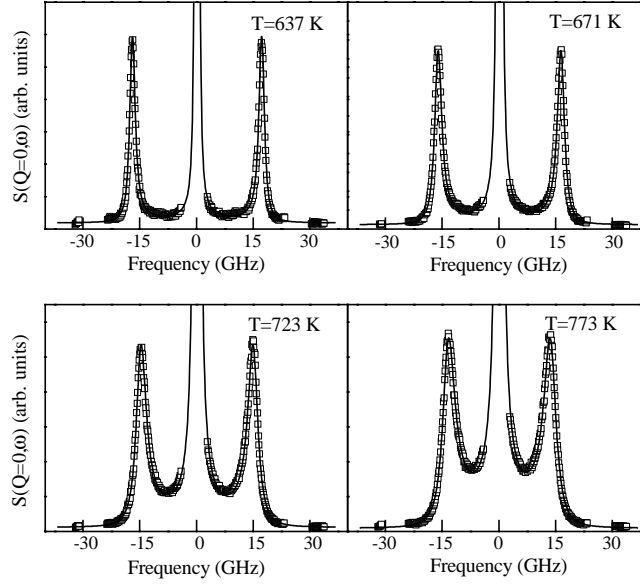 T=637 K
T=671 K
S(Q=0,ω) (arb. units)
-30 -15 0 15 30
-30 -15 0 15 30
Frequency (GHz)
Frequency (GHz)
T=723 K
T=773 K
S(Q=0,ω) (arb. units)
-30 -15 0 15 30
-30 -15 0 15 30
Frequency (GHz)
Frequency (GHz)